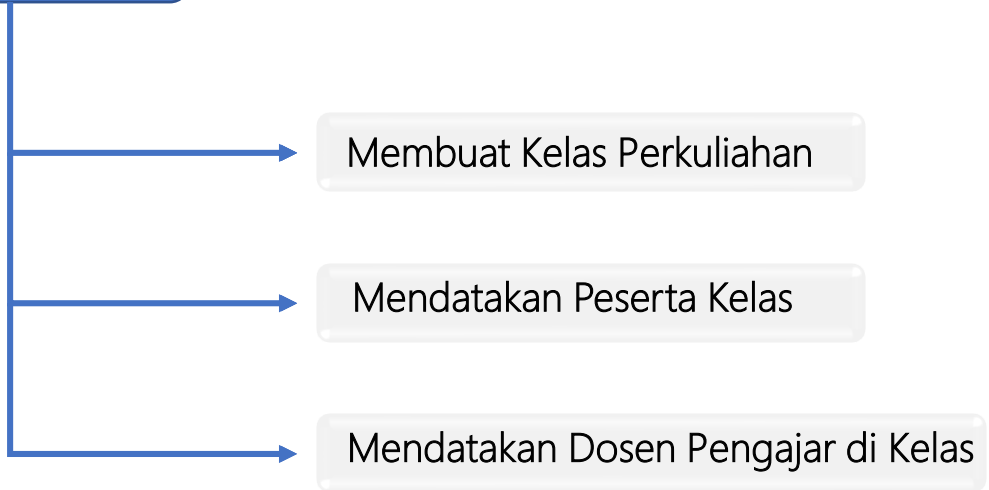 Membuat Kelas Perkuliahan
Mendatakan Peserta Kelas
Mendatakan Dosen Pengajar di Kelas